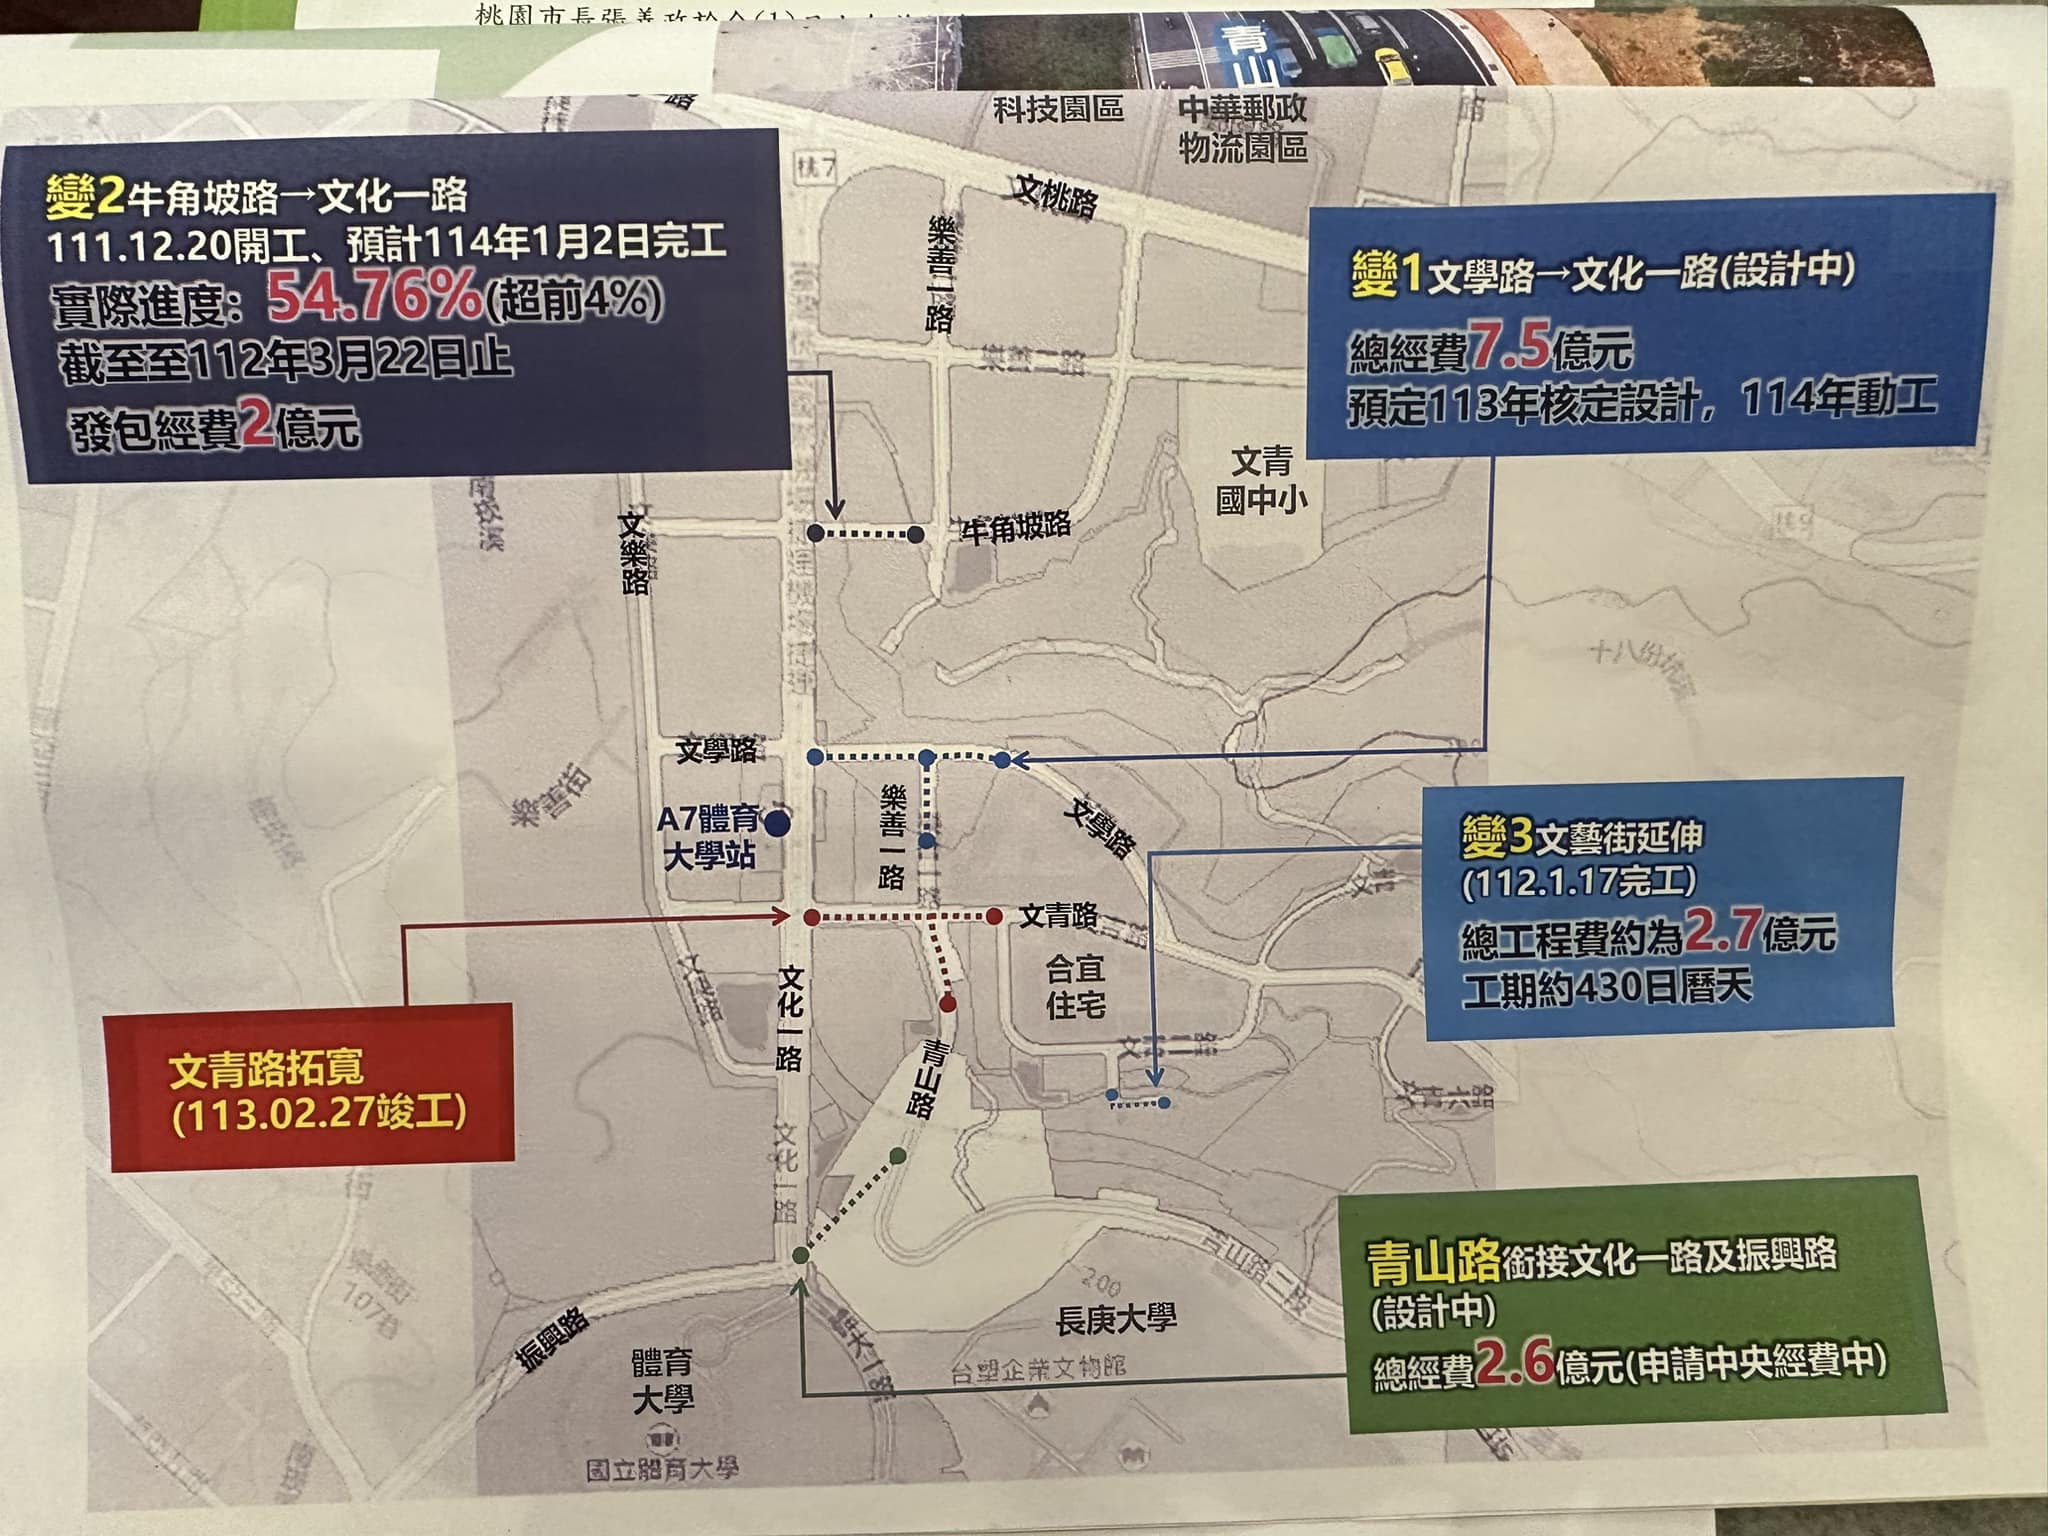 桃園市長張善政於今(1)日
青山
科技園區
中華郵政
物流園區
桃7
文桃路
變2牛角坡路→文化一路
111.12.20開工、預計114年1月2日完工
實際進度：54.76%(超前4%)
截至至112年3月22日止
發包經費2億元
變1文學路→文化一路(設計中)
總經費7.5億元
預定113年核定設計，114年動工
樂善一路
樂善二路
文青
國中小
文樂路
牛角坡路
十八份坑溪
文學路
樂善街
A7體育
大學站
樂善一路
文學路
變3文藝街延伸
(112.1.17完工)
總工程費約為2.7億元
工期約430日曆天
文青路
合宜
住宅
文化一路
文青路拓寬
(113.02.27竣工)
青山路
文化一路
青山路二段
青山路銜接文化一路及振興路
(設計中)
總經費2.6億元(申請中央經費中)
107巷
振興路
200
長庚大學
體育
大學
台塑企業文物館
國立體育大學